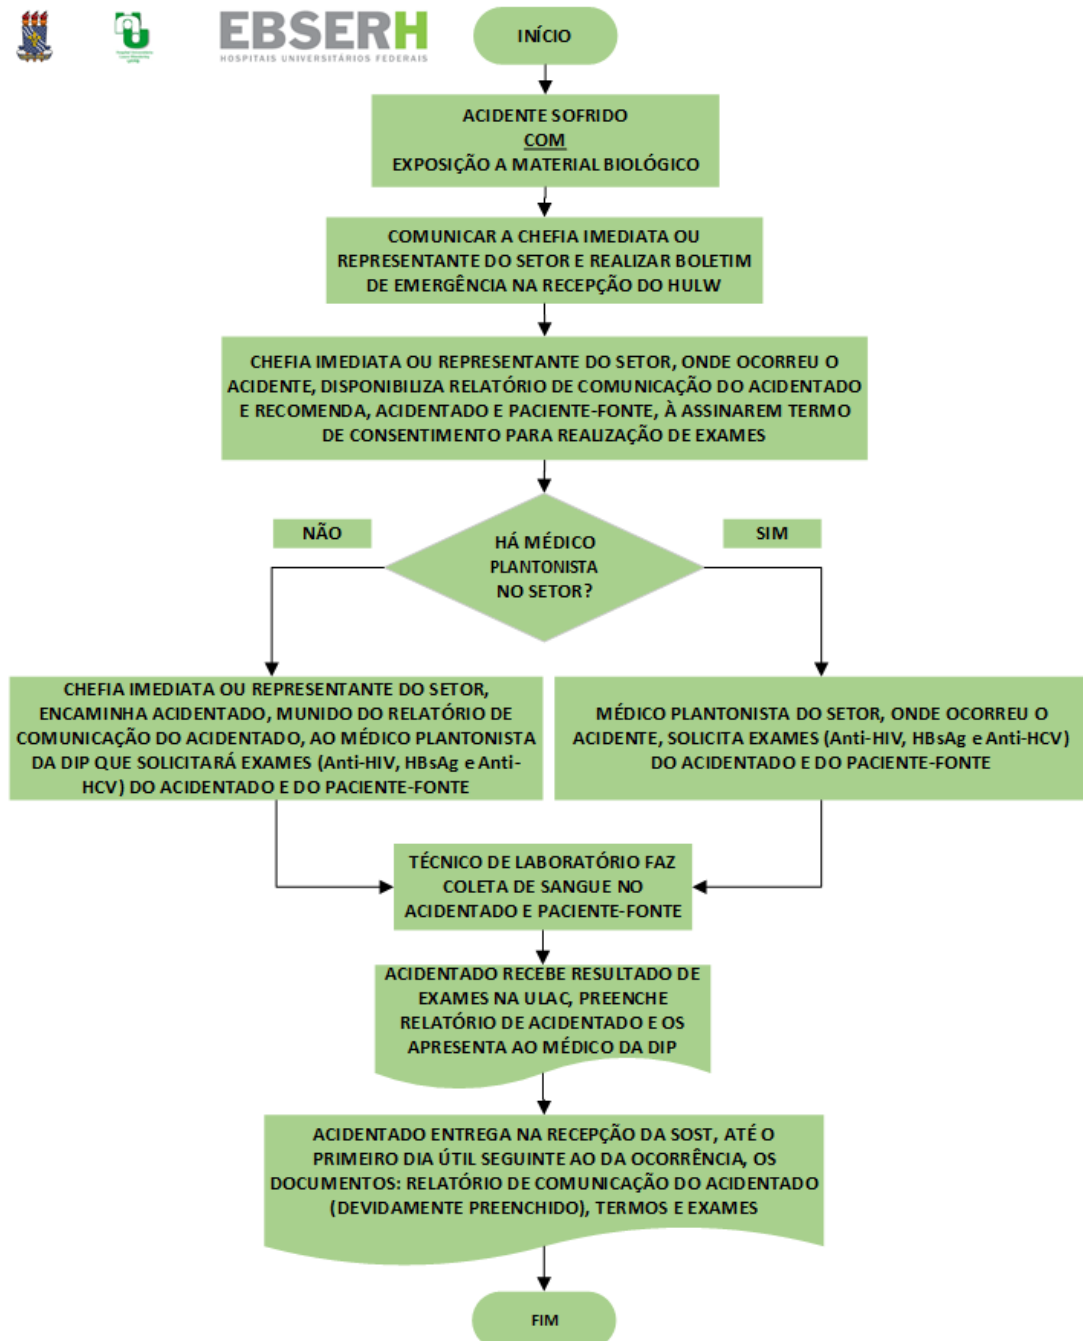 EBSERH
HOSPITAIS UNIVERSITÁRIOS FEDERAIS
INÍCIO
ACIDENTE SOFRIDO
COM
EXPOSIÇÃO A MATERIAL BIOLÓGICO
COMUNICAR A CHEFIA IMEDIATA OU
REPRESENTANTE DO SETOR E REALIZAR BOLETIM
DE EMERGÊNCIA NA RECEPÇÃO DO HULW
CHEFIA IMEDIATA OU REPRESENTANTE DO SETOR, ONDE OCORREU O
ACIDENTE, DISPONIBILIZA RELATÓRIO DE COMUNICAÇÃO DO ACIDENTADO
E RECOMENDA, ACIDENTADO E PACIENTE-FONTE, À ASSINAREM TERMO
DE CONSENTIMENTO PARA REALIZAÇÃO DE EXAMES
HÁ MÉDICO
PLANTONISTA
NO SETOR?
NÃO
SIM
CHEFIA IMEDIATA OU REPRESENTANTE DO SETOR,
ENCAMINHA ACIDENTADO, MUNIDO DO RELATÓRIO DE
COMUNICAÇÃO DO ACIDENTADO, AO MÉDICO PLANTONISTA
DA DIP QUE SOLICITARÁ EXAMES (Anti-HIV, HBsAg e Anti-
HCV) DO ACIDENTADO E DO PACIENTE-FONTE
MÉDICO PLANTONISTA DO SETOR, ONDE OCORREU O
ACIDENTE, SOLICITA EXAMES (Anti-HIV, HBsAg e Anti-HCV)
DO ACIDENTADO E DO PACIENTE-FONTE
TÉCNICO DE LABORATÓRIO FAZ
COLETA DE SANGUE NO
ACIDENTADO E PACIENTE-FONTE
ACIDENTADO RECEBE RESULTADO DE
EXAMES NA ULAC, PREENCHE
RELATÓRIO DE ACIDENTADO E OS
APRESENTA AO MÉDICO DA DIP
ACIDENTADO ENTREGA NA RECEPÇÃO DA SOST, ATÉ O
PRIMEIRO DIA ÚTIL SEGUINTE AO DA OCORRÊNCIA, OS
DOCUMENTOS: RELATÓRIO DE COMUNICAÇÃO DO ACIDENTADO
(DEVIDAMENTE PREENCHIDO), TERMOS E EXAMES
FIM